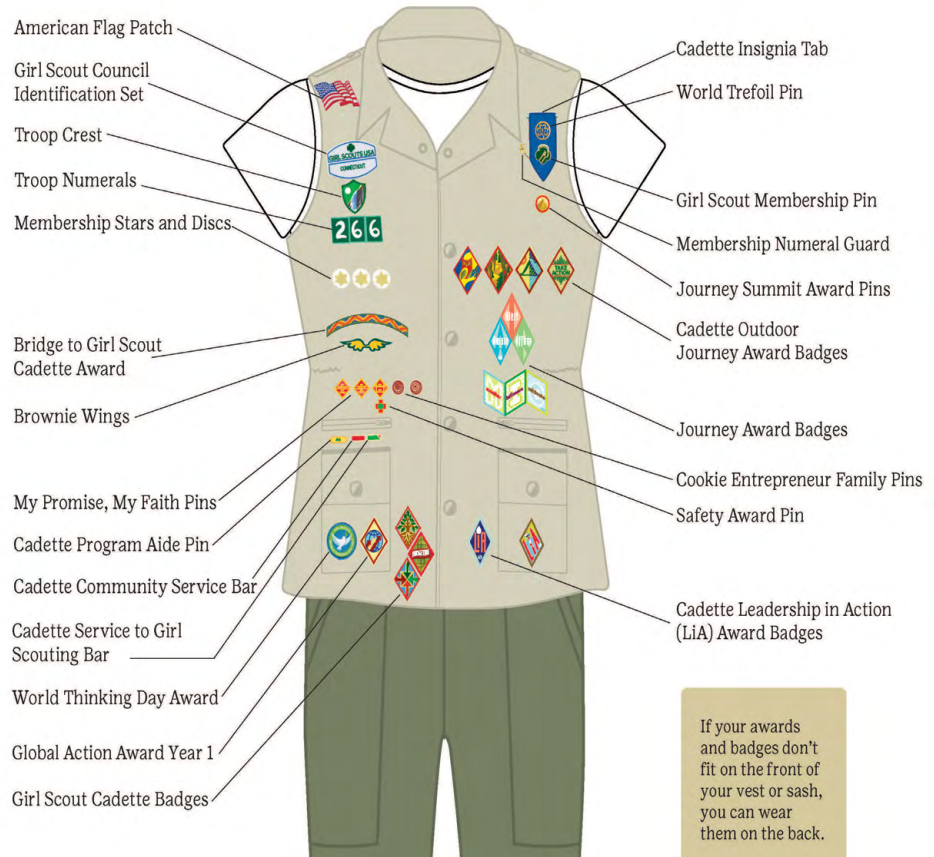 American Flag Patch
Girl Scout Council
Identification Set
Troop Crest
Troop Numerals
Membership Stars and Discs
Bridge to Girl Scout
Cadette Award
Brownie Wings
My Promise, My Faith Pins
Cadette Program Aide Pin
Cadette Community Service Bar
Cadette Service to Girl
Scouting Bar
World Thinking Day Award
Global Action Award Year 1
Girl Scout Cadette Badges
GIRL SCOUTS USA
CONNECTICUT
266
TAKE
ACTION
LiA
Cadette Insignia Tab
World Trefoil Pin
Girl Scout Membership Pin
Membership Numeral Guard
Journey Summit Award Pins
Cadette Outdoor
Journey Award Badges
Journey Award Badges
Cookie Entrepreneur Family Pins
Safety Award Pin
Cadette Leadership in Action
(LiA) Award Badges
If your awards
and badges don't
fit on the front of
your vest or sash,
you can wear
them on the back.